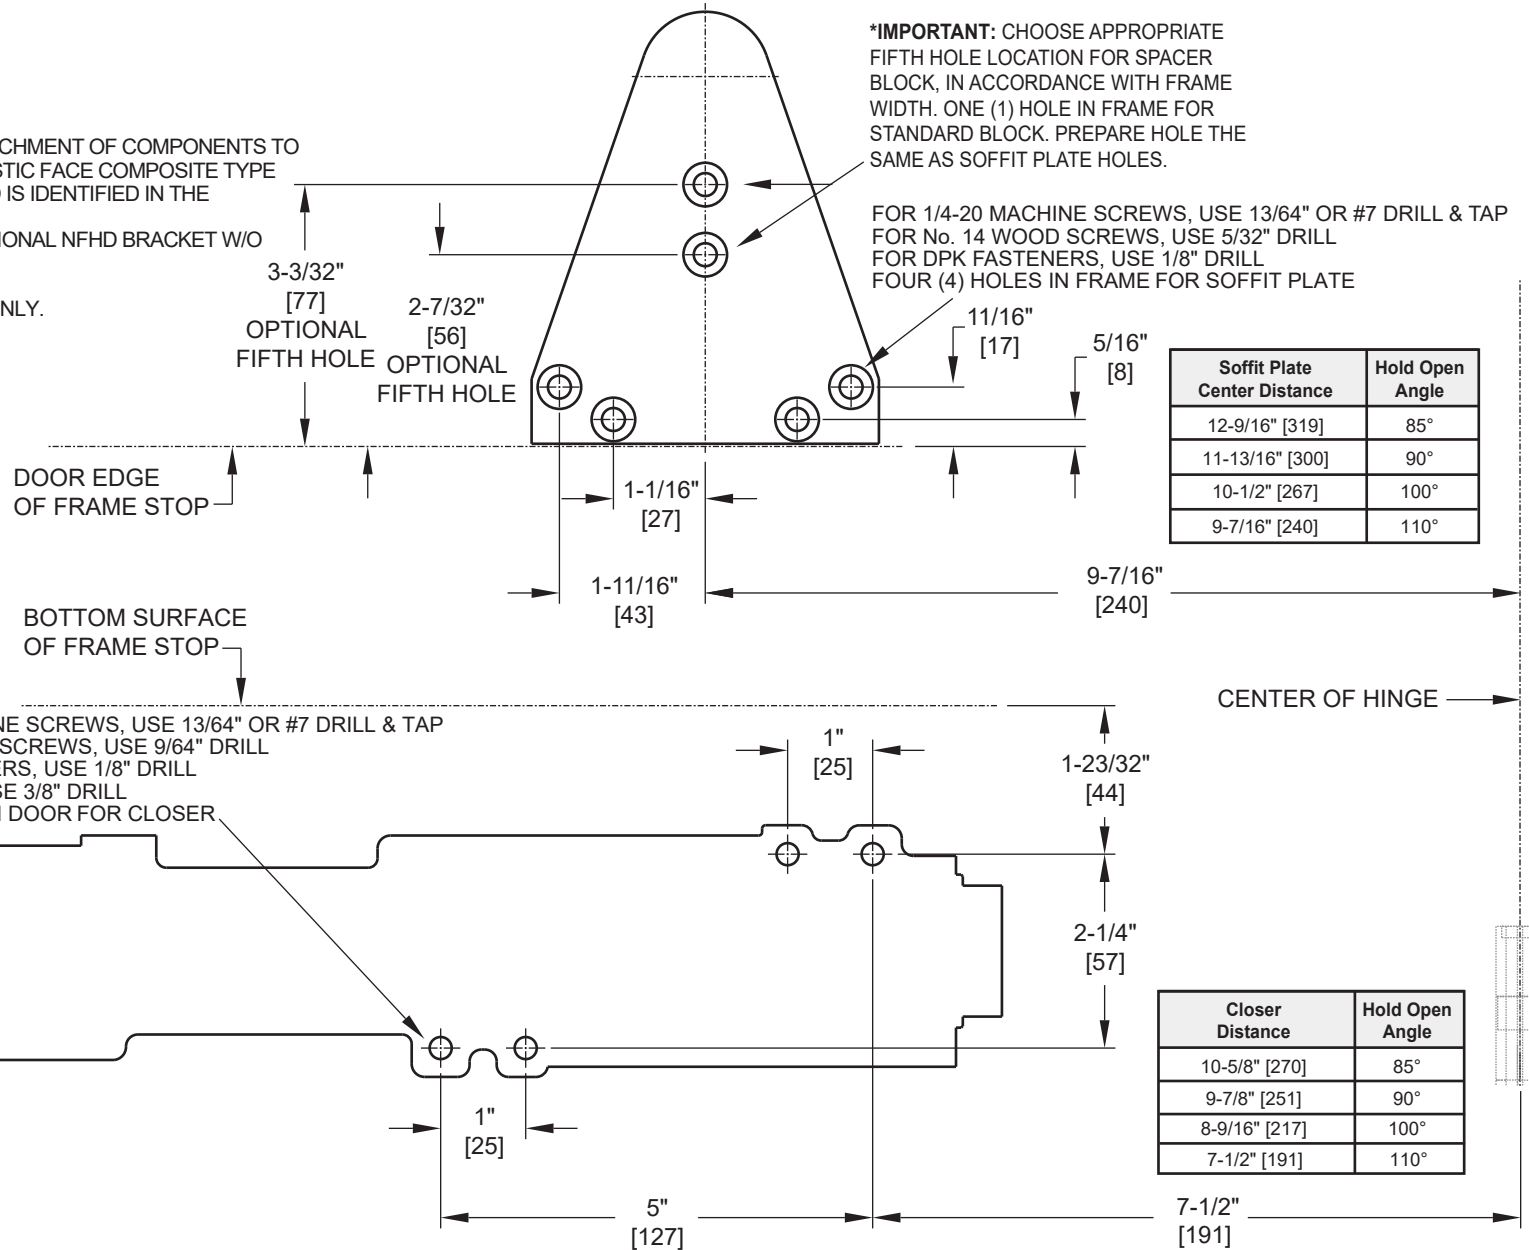 *IMPORTANT: CHOOSE APPROPRIATE
FIFTH HOLE LOCATION FOR SPACER
BLOCK, IN ACCORDANCE WITH FRAME
WIDTH. ONE (1) HOLE IN FRAME FOR
STANDARD BLOCK. PREPARE HOLE THE
SAME AS SOFFIT PLATE HOLES.
CHMENT OF COMPONENTS TO
STIC FACE COMPOSITE TYPE
IS IDENTIFIED IN THE
IONAL NFHD BRACKET W/O
NLY.
FOR 1/4-20 MACHINE SCREWS, USE 13/64" OR #7 DRILL & TAP
FOR No. 14 WOOD SCREWS, USE 5/32" DRILL
FOR DPK FASTENERS, USE 1/8" DRILL
FOUR (4) HOLES IN FRAME FOR SOFFIT PLATE
3-3/32"
[77]
OPTIONAL
FIFTH HOLE
2-7/32"
[56]
OPTIONAL
FIFTH HOLE
11/16"
[17]
5/16"
[8]
Soffit Plate Center Distance Hold Open Angle
12-9/16" [319] 85°
11-13/16" [300] 90°
10-1/2" [267] 100°
9-7/16" [240] 110°
DOOR EDGE
OF FRAME STOP
1-1/16"
[27]
1-11/16"
[43]
9-7/16"
[240]
BOTTOM SURFACE
OF FRAME STOP
CENTER OF HINGE
NE SCREWS, USE 13/64" OR #7 DRILL & TAP
SCREWS, USE 9/64" DRILL
ERS, USE 1/8" DRILL
SE 3/8" DRILL
DOOR FOR CLOSER
1"
[25]
1-23/32"
[44]
2-1/4"
[57]
Closer Distance Hold Open Angle
10-5/8" [270] 85°
9-7/8" [251] 90°
8-9/16" [217] 100°
7-1/2" [191] 110°
1"
[25]
5"
[127]
7-1/2"
[191]